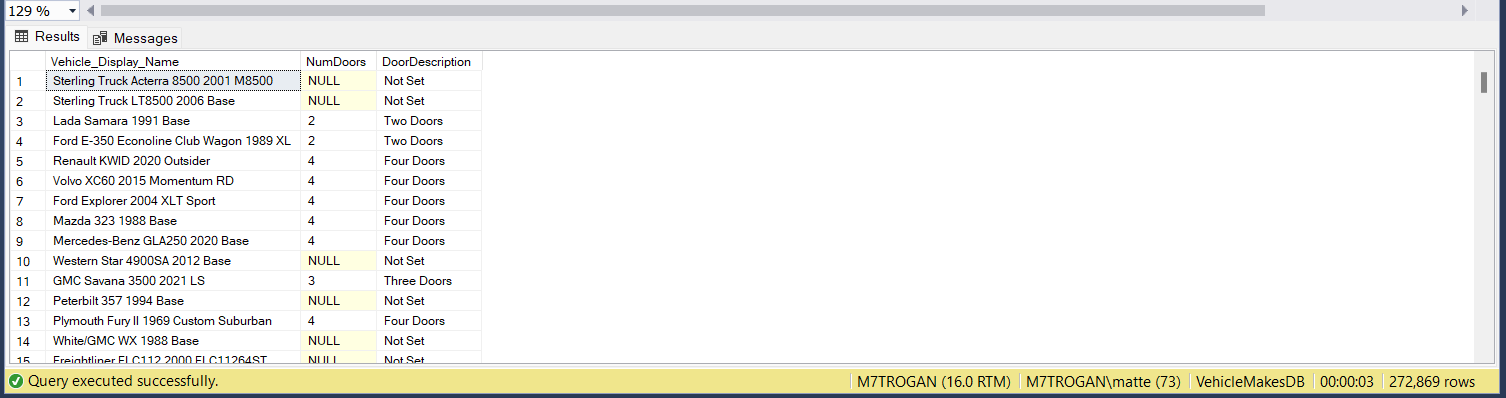 129 %
Results Messages
Vehicle_Display_Name NumDoors DoorDescription
1 Sterling Truck Acterra 8500 2001 M8500 NULL Not Set
2 Sterling Truck LT8500 2006 Base NULL Not Set
3 Lada Samara 1991 Base 2 Two Doors
4 Ford E-350 Econoline Club Wagon 1989 XL 2 Two Doors
5 Renault KWID 2020 Outsider 4 Four Doors
6 Volvo XC60 2015 Momentum RD 4 Four Doors
7 Ford Explorer 2004 XLT Sport 4 Four Doors
8 Mazda 323 1988 Base 4 Four Doors
9 Mercedes-Benz GLA250 2020 Base 4 Four Doors
10 Western Star 4900SA 2012 Base NULL Not Set
11 GMC Savana 3500 2021 LS 3 Three Doors
12 Peterbilt 357 1994 Base NULL Not Set
13 Plymouth Fury II 1969 Custom Suburban 4 Four Doors
14 White/GMC WX 1988 Base NULL Not Set
15 Freightliner FLC112 2000 FLC11264ST NULL Not Set
Query executed successfully. M7TROGAN (16.0 RTM) M7TROGAN\matte (73) VehicleMakesDB 00:00:03 272,869 rows